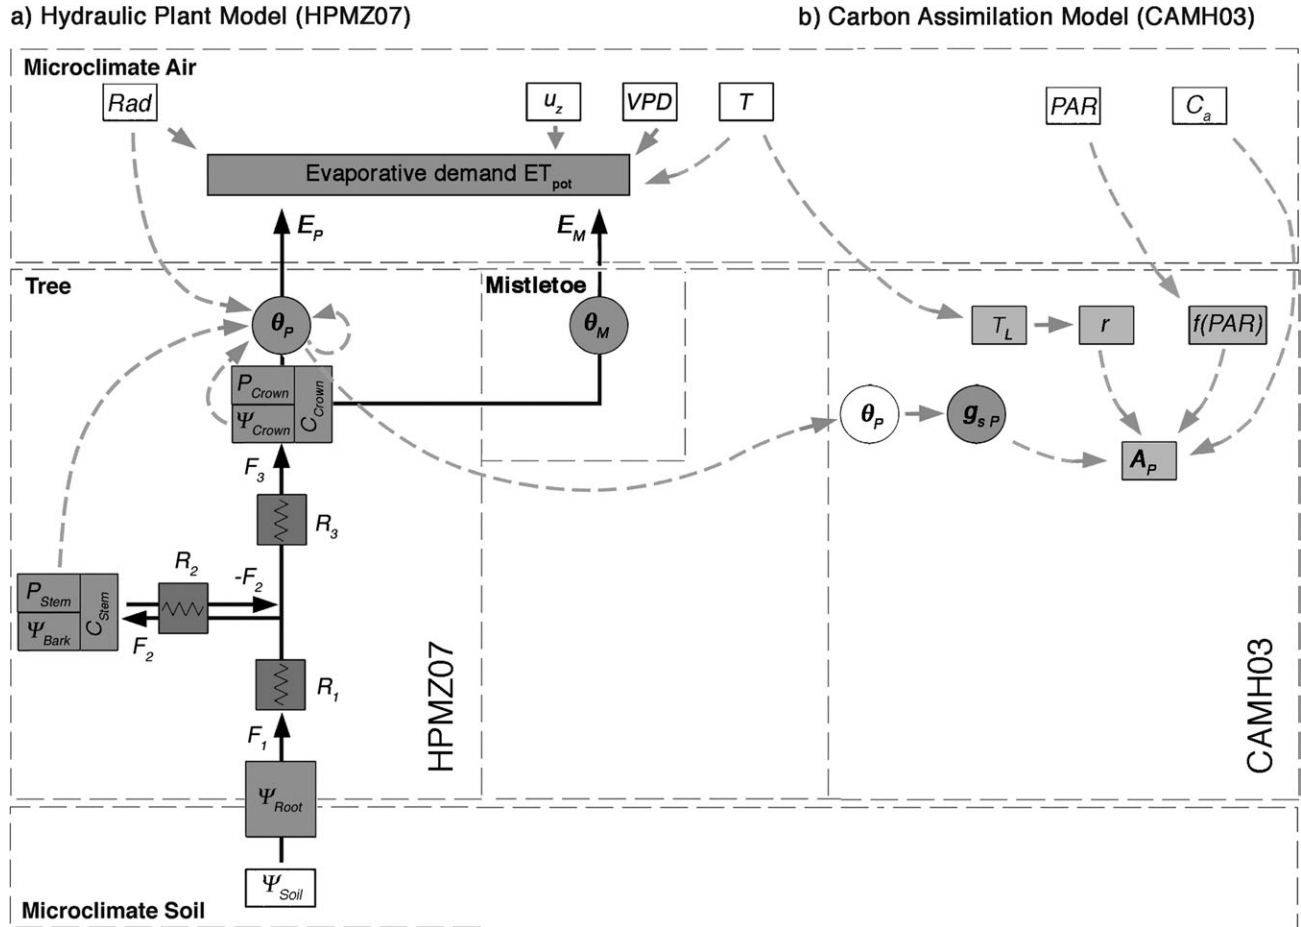 a) Hydraulic Plant Model (HPMZ07)
b) Carbon Assimilation Model (CAMH03)
Microclimate Air
Rad
u_z
VPD
T
PAR
C_a
Evaporative demand ET_pot
E_P
E_M
Tree
Mistletoe
θ_P
θ_M
T_L
r
f(PAR)
P_Crown
Ψ_Crown
C_Crown
θ_P
g_s P
A_P
F_3
R_3
R_2
-F_2
P_Stem
Ψ_Bark
C_Stem
F_2
R_1
F_1
HPMZ07
CAMH03
Ψ_Root
Ψ_Soil
Microclimate Soil